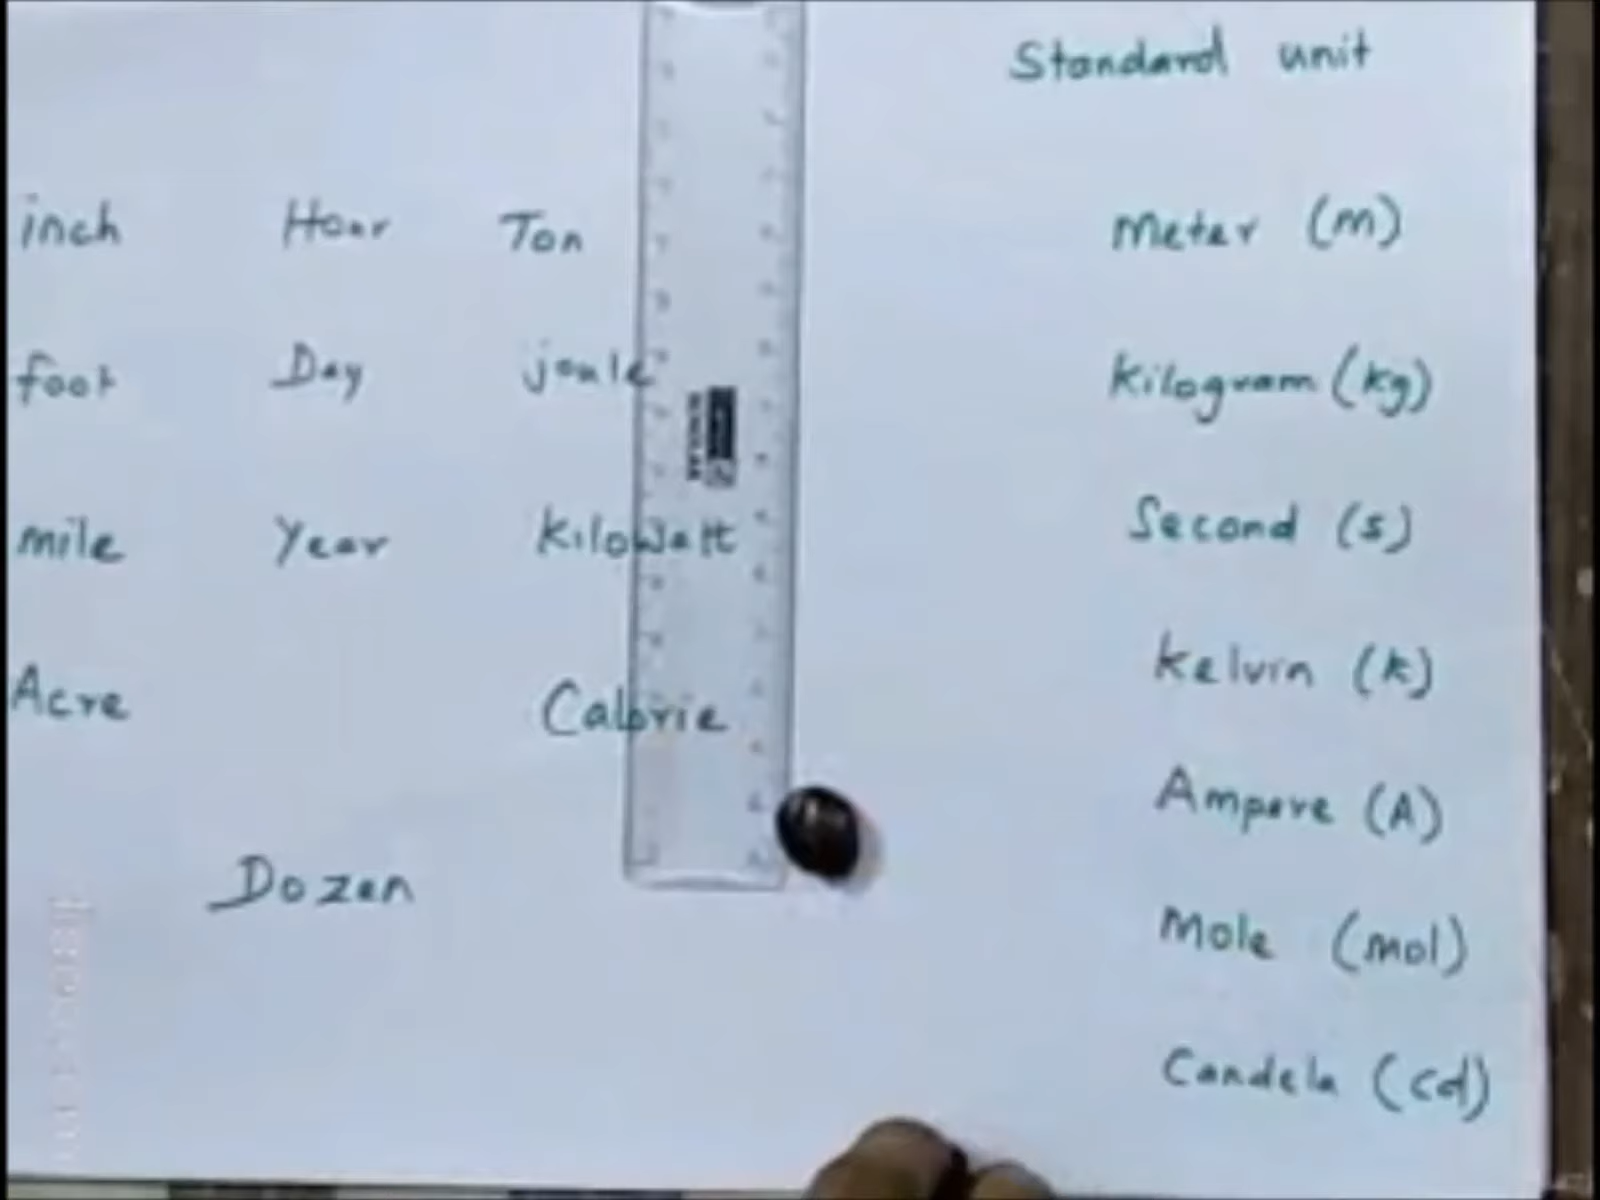 Standard unit
inch Hour Ton Meter (m)
foot Day joule Kilogram (kg)
mile Year Kilowatt Second (s)
Acre Calorie Kelvin (k)
Ampere (A)
Dozen Mole (mol)
Candela (cd)